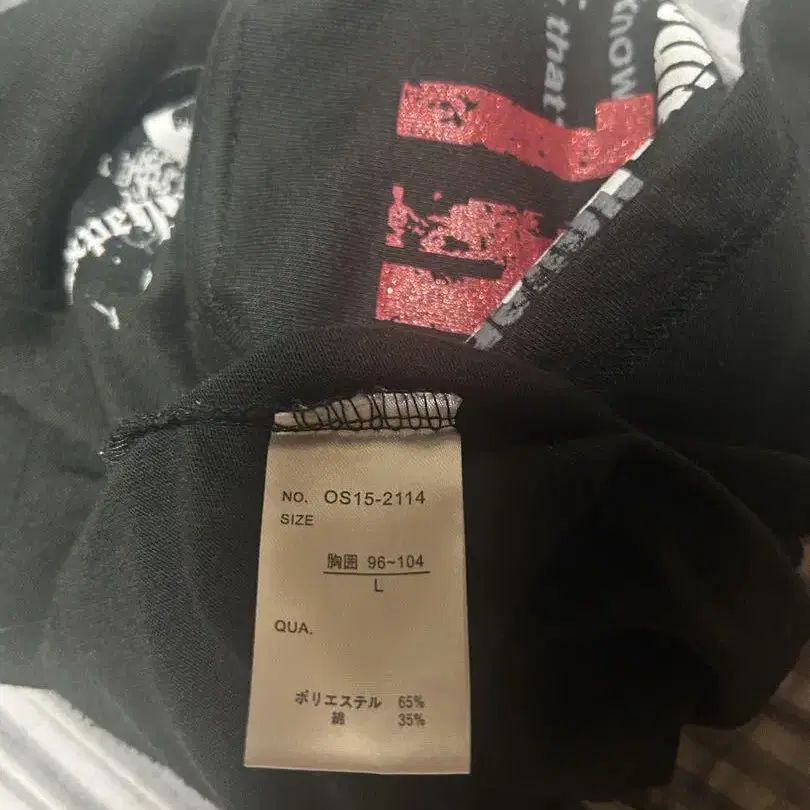 know
that
NO. OS15-2114
SIZE
胸囲 96~104
L
QUA.
ポリエステル 65%
綿 35%